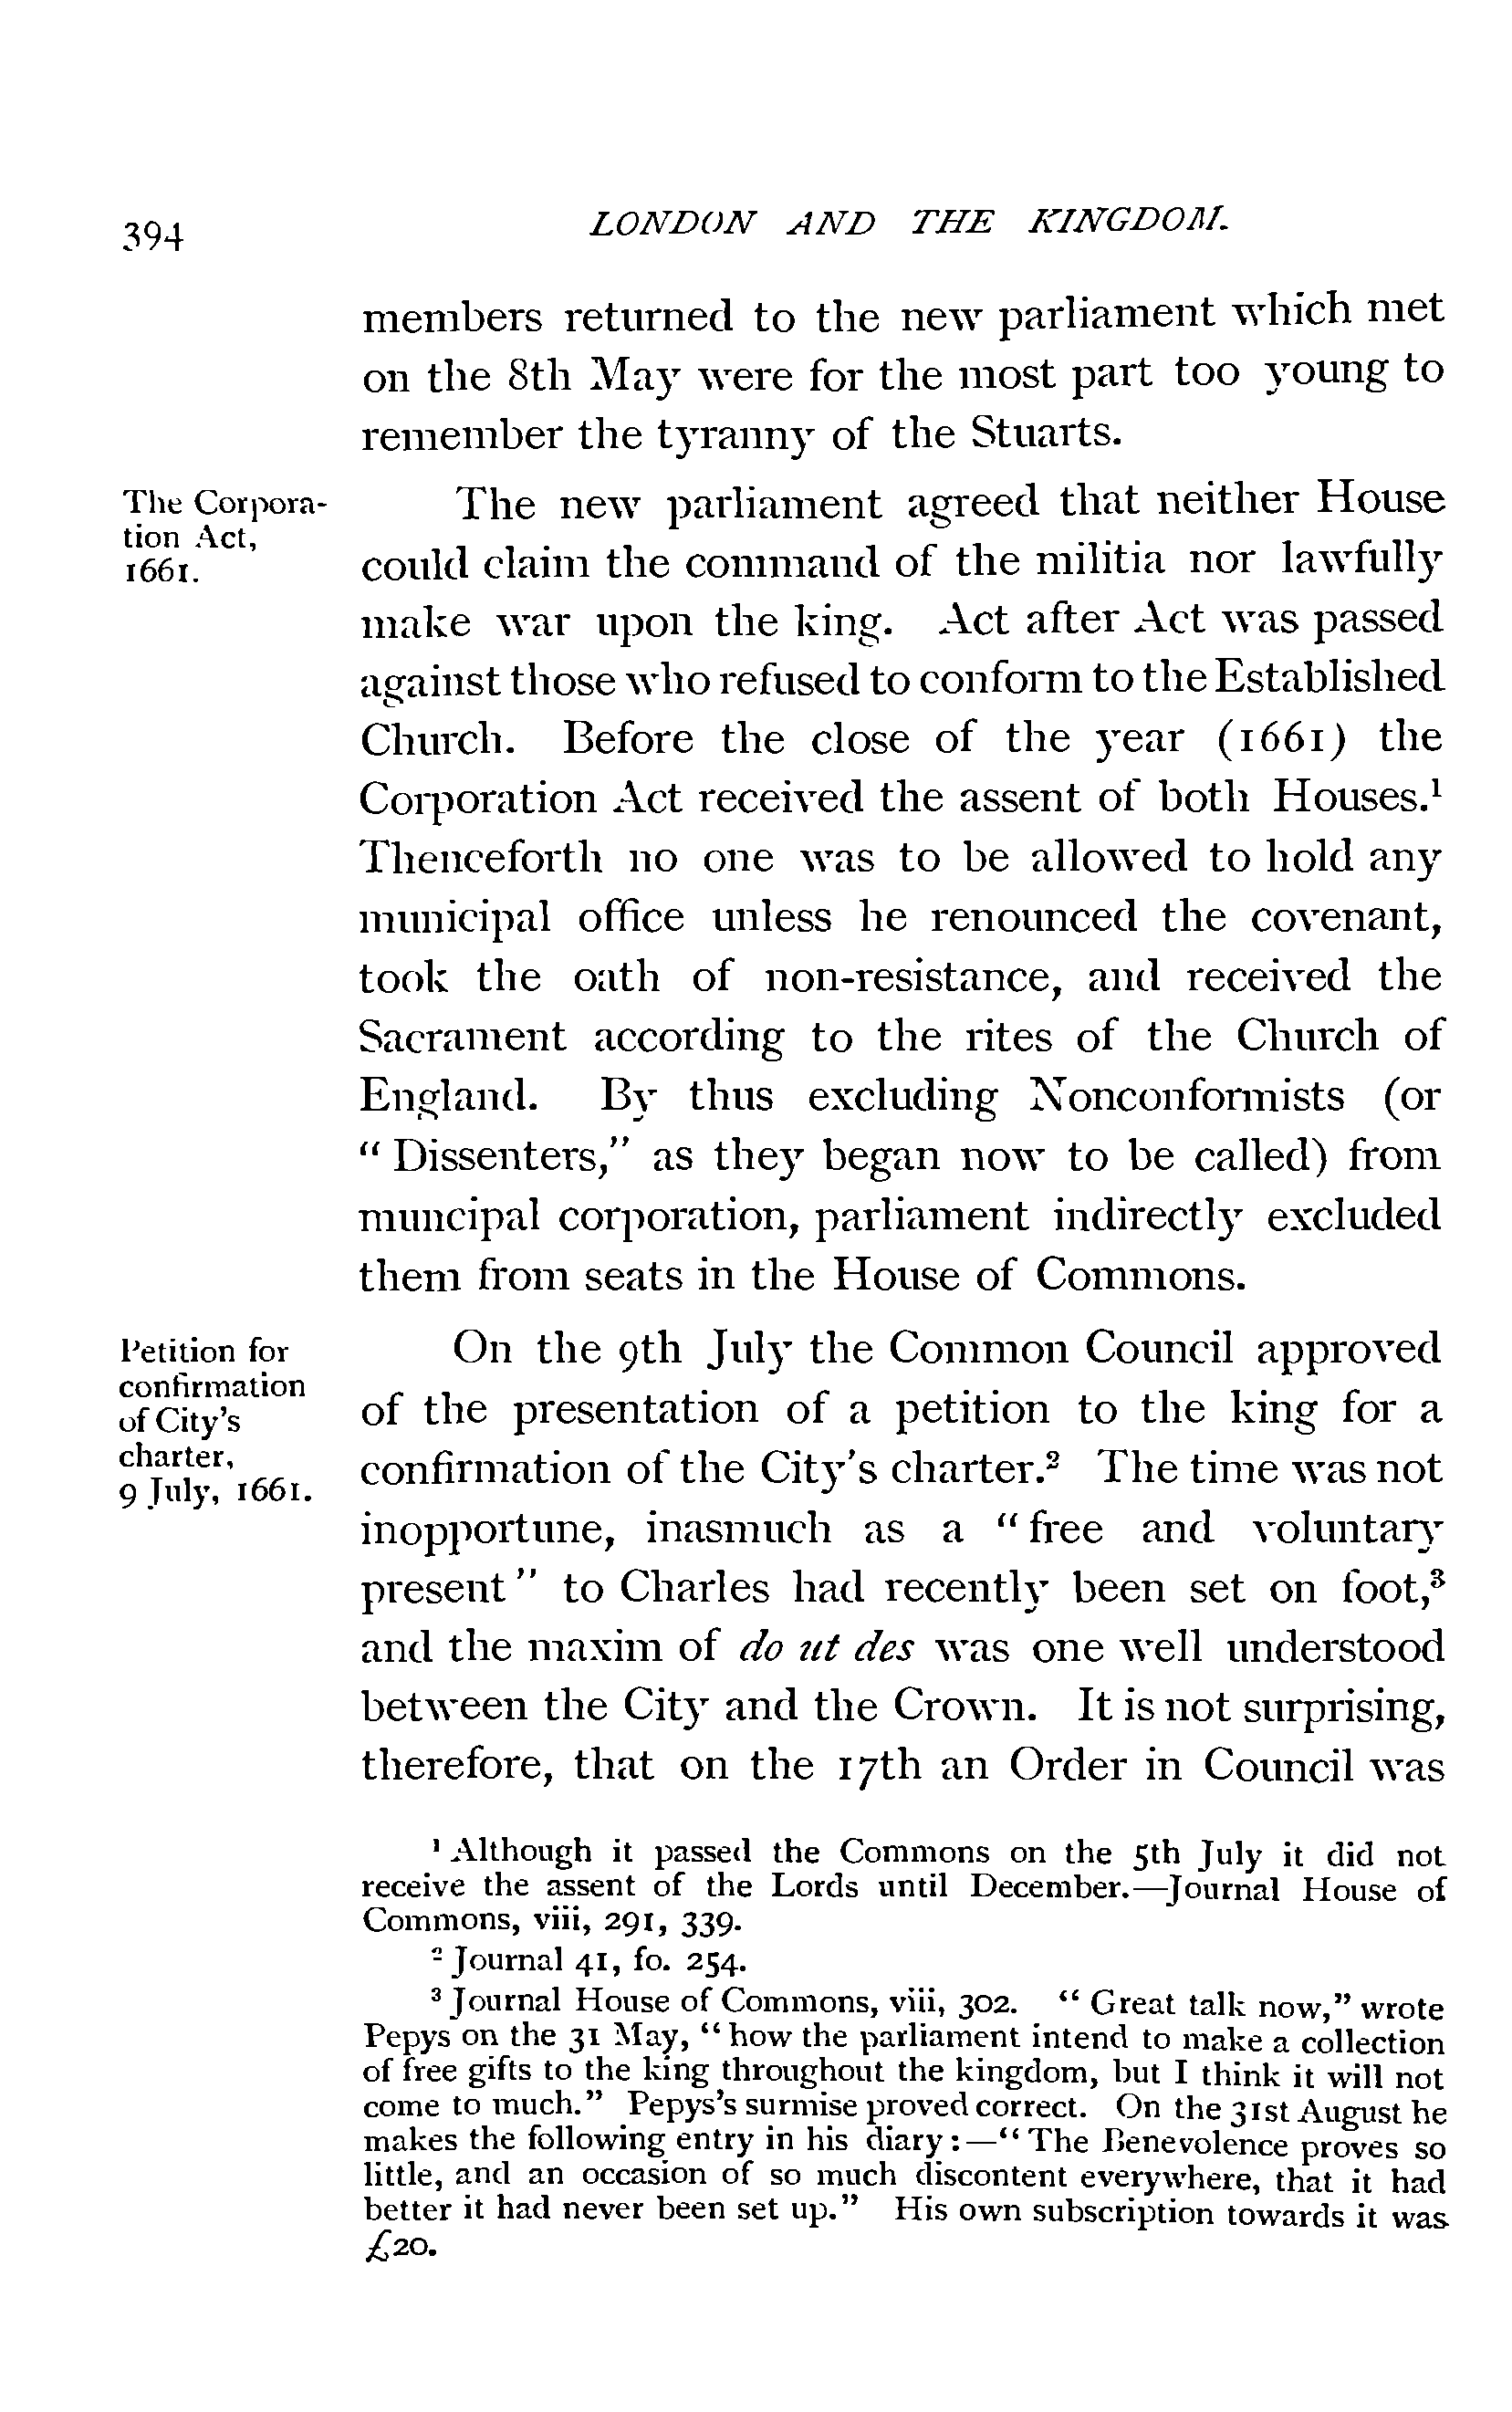 394
LONDON AND THE KINGDOM.
members returned to the new parliament which met
on the 8th May were for the most part too young to
remember the tyranny of the Stuarts.
The Corpora-
tion Act,
1661.
The new parliament agreed that neither House
could claim the command of the militia nor lawfully
make war upon the king. Act after Act was passed
against those who refused to conform to the Established
Church. Before the close of the year (1661) the
Corporation Act received the assent of both Houses.¹
Thenceforth no one was to be allowed to hold any
municipal office unless he renounced the covenant,
took the oath of non-resistance, and received the
Sacrament according to the rites of the Church of
England. By thus excluding Nonconformists (or
“ Dissenters,” as they began now to be called) from
muncipal corporation, parliament indirectly excluded
them from seats in the House of Commons.
Petition for
confirmation
of City's
charter,
9 July, 1661.
On the 9th July the Common Council approved
of the presentation of a petition to the king for a
confirmation of the City's charter.² The time was not
inopportune, inasmuch as a “ free and voluntary
present ” to Charles had recently been set on foot,³
and the maxim of do ut des was one well understood
between the City and the Crown. It is not surprising,
therefore, that on the 17th an Order in Council was
¹ Although it passed the Commons on the 5th July it did not
receive the assent of the Lords until December.—Journal House of
Commons, viii, 291, 339.
² Journal 41, fo. 254.
³ Journal House of Commons, viii, 302. “ Great talk now,” wrote
Pepys on the 31 May, “ how the parliament intend to make a collection
of free gifts to the king throughout the kingdom, but I think it will not
come to much.” Pepys's surmise proved correct. On the 31st August he
makes the following entry in his diary :—“ The Benevolence proves so
little, and an occasion of so much discontent everywhere, that it had
better it had never been set up.” His own subscription towards it was
£20.